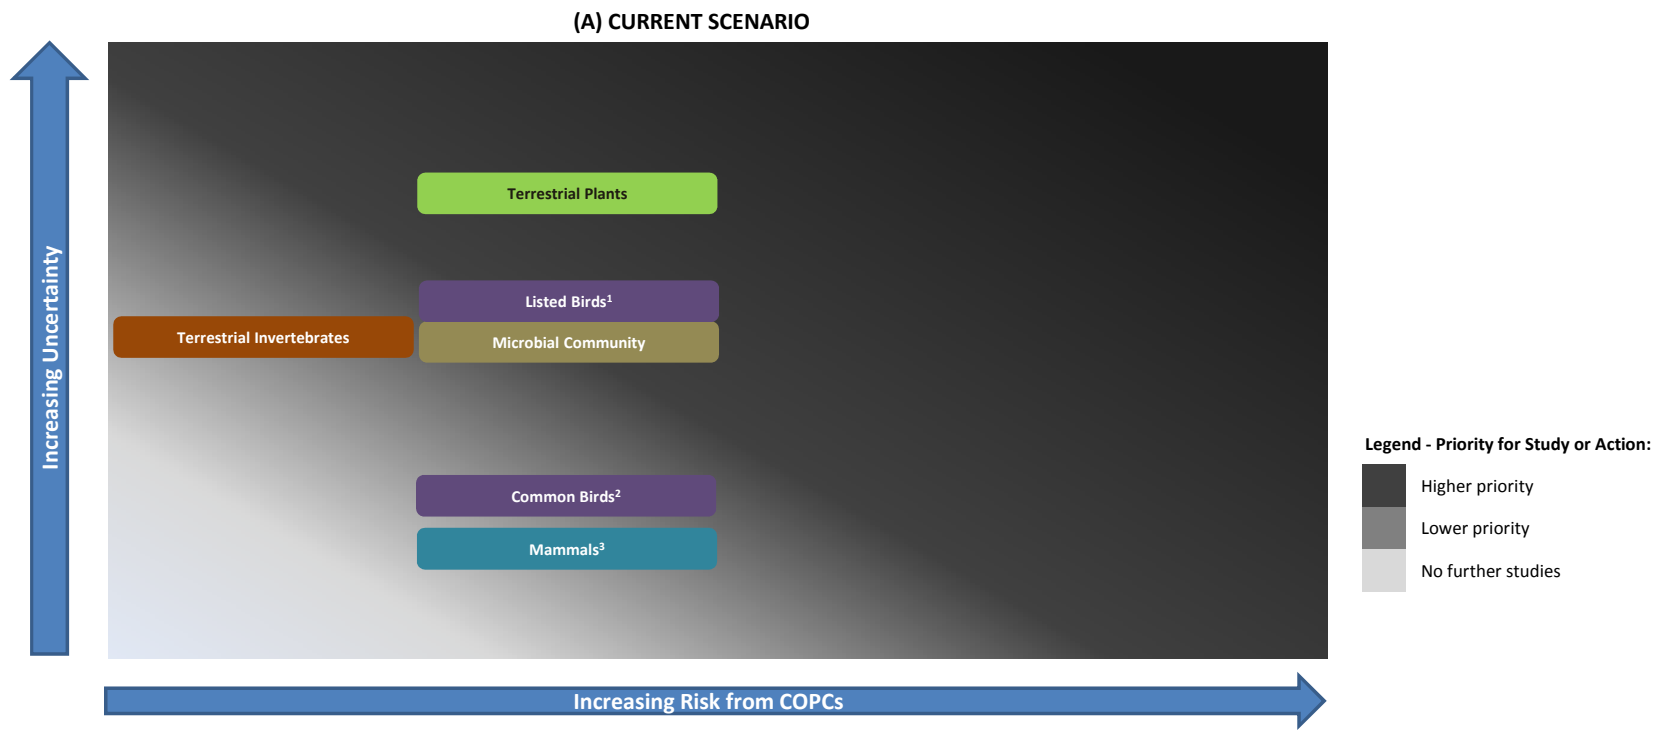 (A) CURRENT SCENARIO
Increasing Uncertainty
Terrestrial Plants
Listed Birds¹
Terrestrial Invertebrates
Microbial Community
Common Birds²
Mammals³
Legend - Priority for Study or Action:
Higher priority
Lower priority
No further studies
Increasing Risk from COPCs